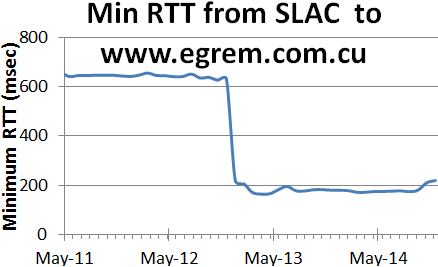 Min RTT from SLAC to
www.egrem.com.cu
Minimum RTT (msec)
800
600
400
200
0
May-11 May-12 May-13 May-14